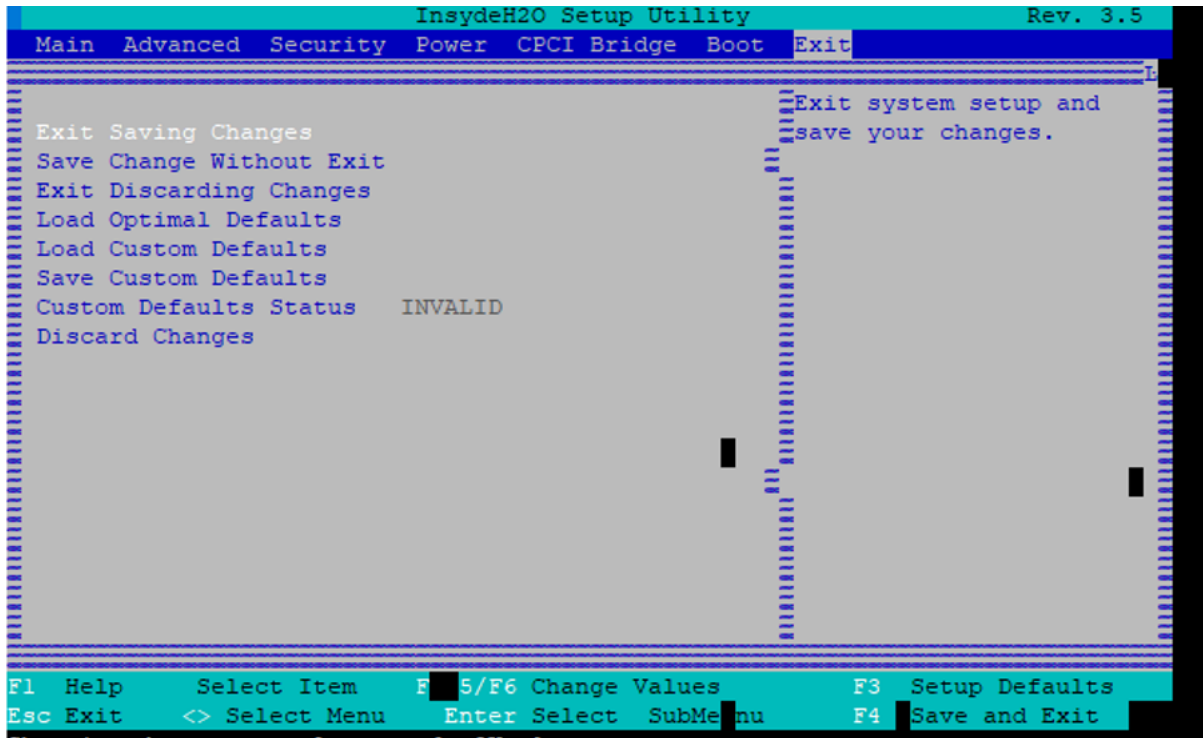 InsydeH2O Setup Utility Rev. 3.5
Main Advanced Security Power CPCI Bridge Boot Exit
Exit Saving Changes
Save Change Without Exit
Exit Discarding Changes
Load Optimal Defaults
Load Custom Defaults
Save Custom Defaults
Custom Defaults Status INVALID
Discard Changes
Exit system setup and
save your changes.
F1 Help Select Item F 5/F6 Change Values F3 Setup Defaults
Esc Exit <> Select Menu Enter Select SubMe nu F4 Save and Exit